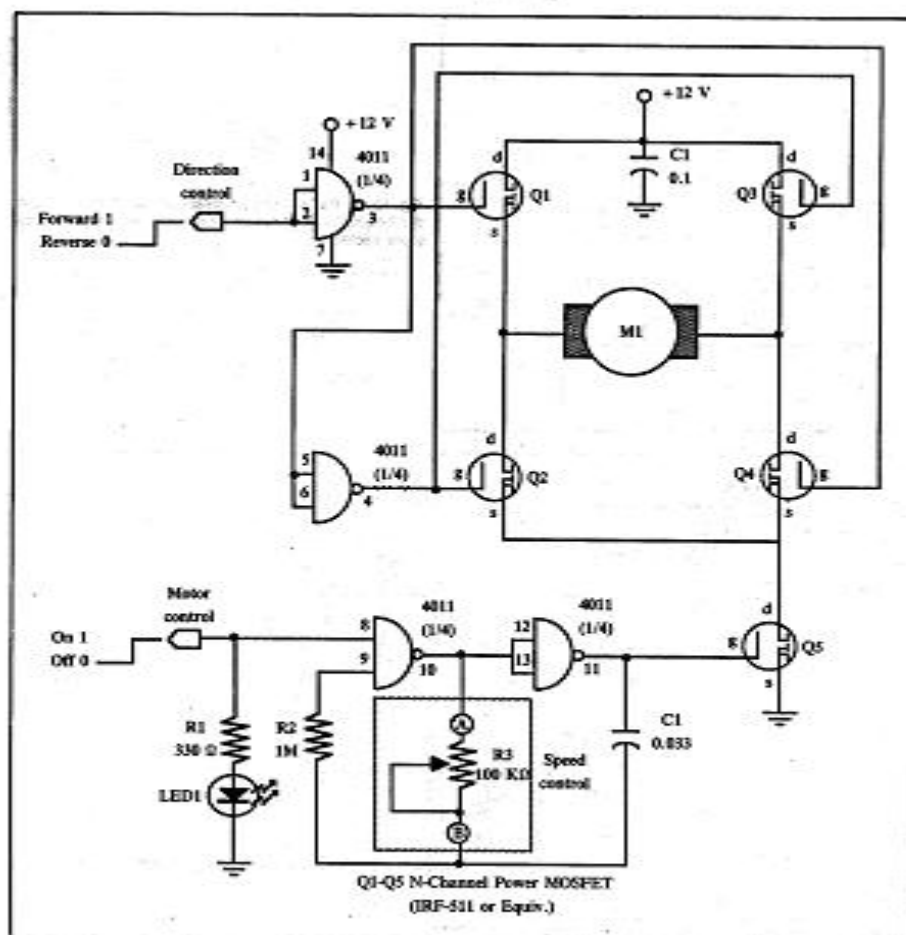 +12 V
+12 V
14
4011
(1/4)
Direction
control
1
2
3
7
Forward 1
Reverse 0
d
C1
0.1
d
g
Q1
Q3
g
s
s
M1
d
d
5
6
4011
(1/4)
4
g
Q2
Q4
g
s
s
Motor
control
On 1
Off 0
8
9
4011
(1/4)
10
12
13
4011
(1/4)
11
d
g
Q5
s
R1
330 Ω
R2
1M
A
R3
100 KΩ
Speed
control
B
C1
0.033
LED1
Q1-Q5 N-Channel Power MOSFET
(IRF-511 or Equiv.)